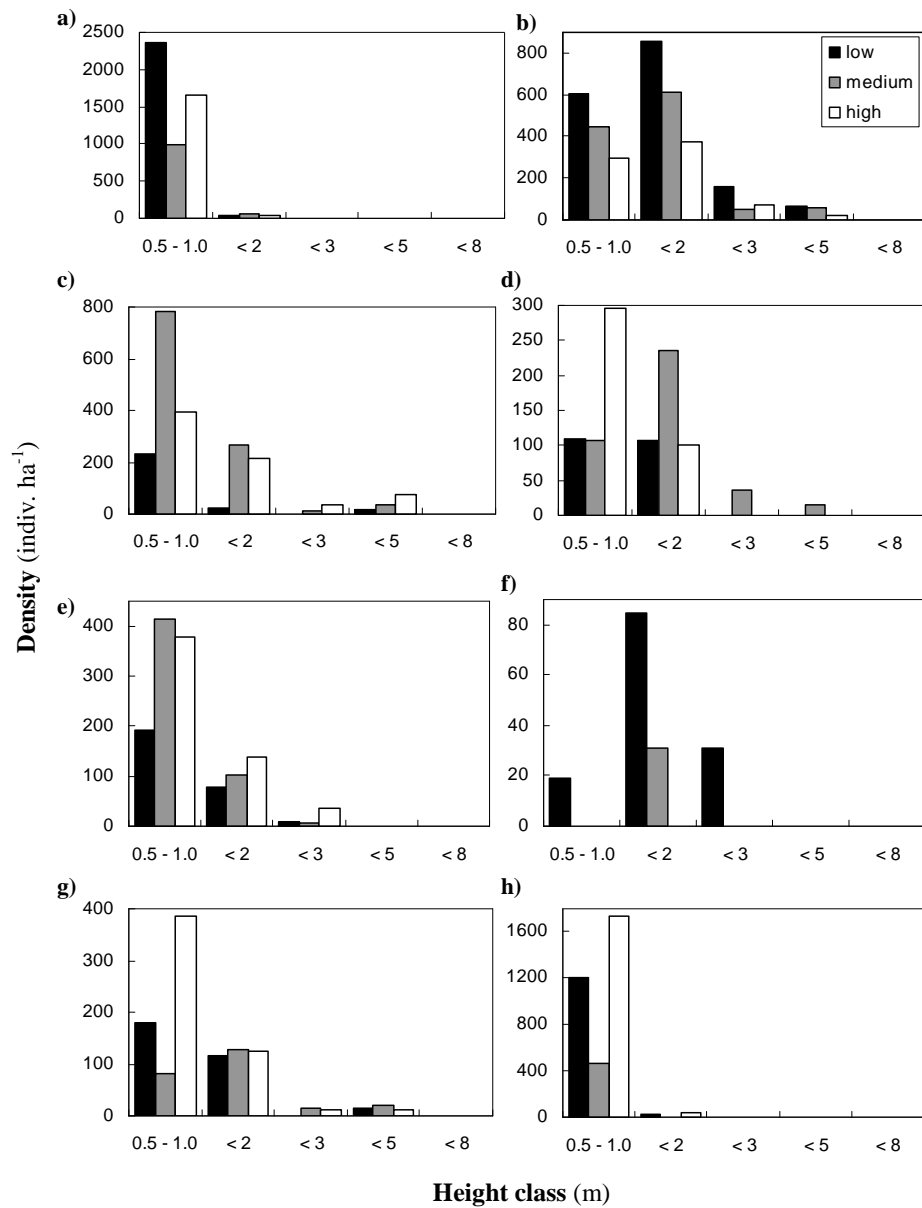 a)
2500
2000
1500
1000
500
0
0.5 - 1.0 < 2 < 3 < 5 < 8
b)
800
600
400
200
0
0.5 - 1.0 < 2 < 3 < 5 < 8
low
medium
high
c)
800
600
400
200
0
0.5 - 1.0 < 2 < 3 < 5 < 8
d)
300
250
200
150
100
50
0
0.5 - 1.0 < 2 < 3 < 5 < 8
Density (indiv. ha-1)
e)
400
300
200
100
0
0.5 - 1.0 < 2 < 3 < 5 < 8
f)
80
60
40
20
0
0.5 - 1.0 < 2 < 3 < 5 < 8
g)
400
300
200
100
0
0.5 - 1.0 < 2 < 3 < 5 < 8
h)
1600
1200
800
400
0
0.5 - 1.0 < 2 < 3 < 5 < 8
Height class (m)